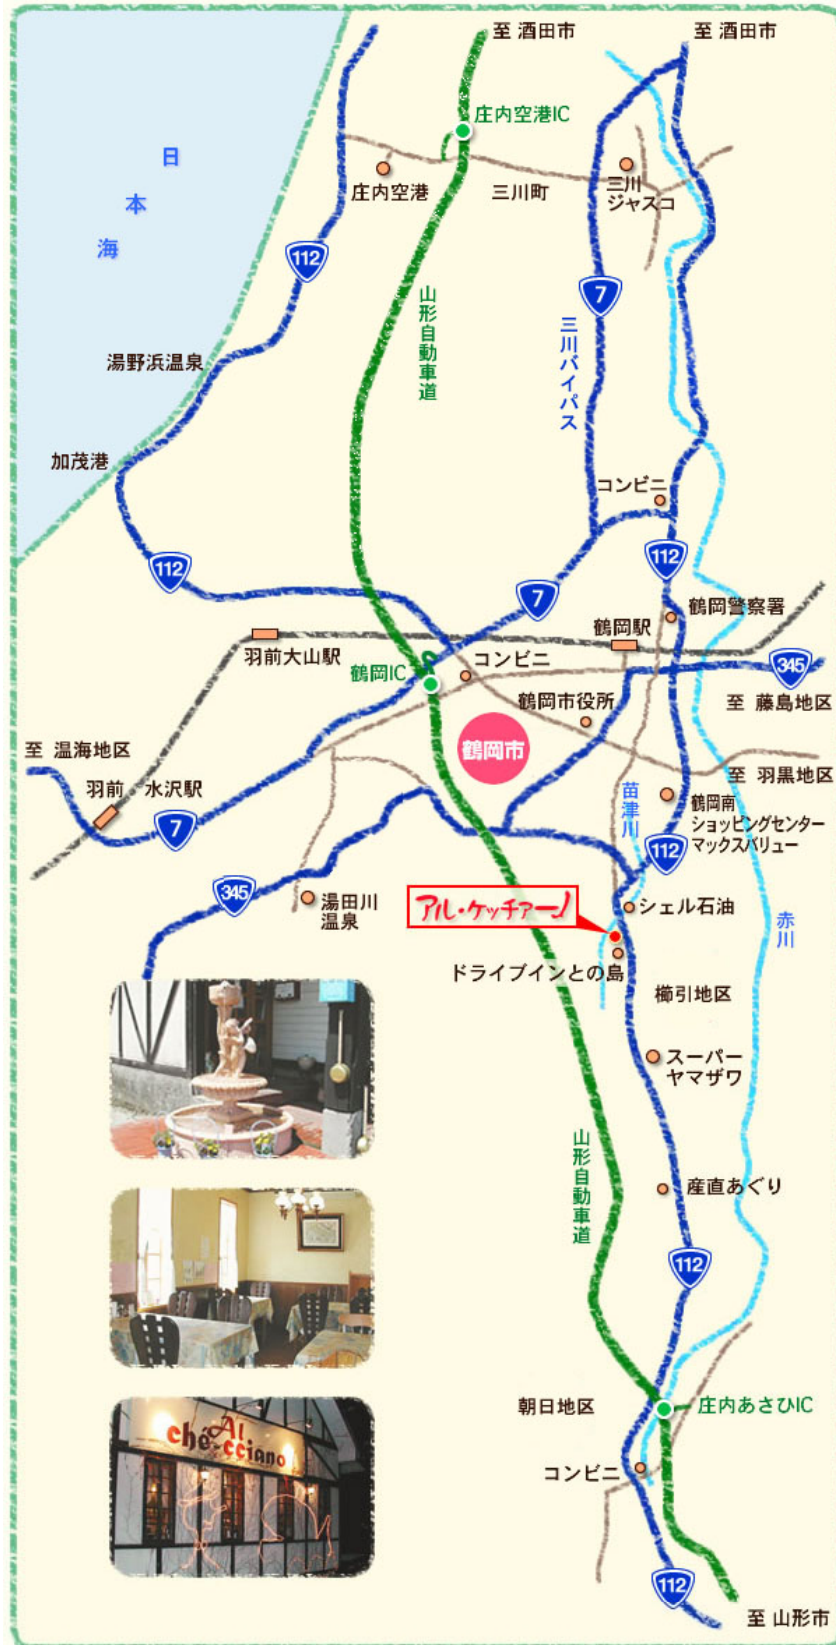 至 酒田市
至 酒田市
庄内空港IC
日本海
庄内空港
三川町
三川
ジャスコ
112
7
山形自動車道
三川バイパス
湯野浜温泉
加茂港
コンビニ
112
112
7
鶴岡警察署
鶴岡駅
羽前大山駅
コンビニ
345
鶴岡IC
鶴岡市役所
至 藤島地区
鶴岡市
至 温海地区
至 羽黒地区
羽前 水沢駅
苗津川
鶴岡南
ショッピングセンター
マックスバリュー
7
112
345
湯田川
温泉
アル・ケッチァーノ
シェル石油
赤川
ドライブインとの島
櫛引地区
スーパー
ヤマザワ
山形自動車道
産直あぐり
112
朝日地区
庄内あさひIC
Al
ché-cciano
コンビニ
112
至 山形市